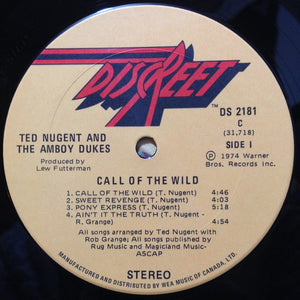 DISCREET
TM
DS 2181
C
(31,718)
SIDE 1
TED NUGENT AND
THE AMBOY DUKES
Produced by
Lew Futterman
℗ 1974 Warner
Bros. Records Inc.
CALL OF THE WILD
1. CALL OF THE WILD (T. Nugent) 4:46
2. SWEET REVENGE (T. Nugent) 4:03
3. PONY EXPRESS (T. Nugent) 5:18
4. AIN'T IT THE TRUTH (T. Nugent -
R. Grange) 4:54
All songs arranged by Ted Nugent with
Rob Grange; All songs published by
Rug Music and Magicland Music-
ASCAP
STEREO
MANUFACTURED AND DISTRIBUTED BY WEA MUSIC OF CANADA, LTD.